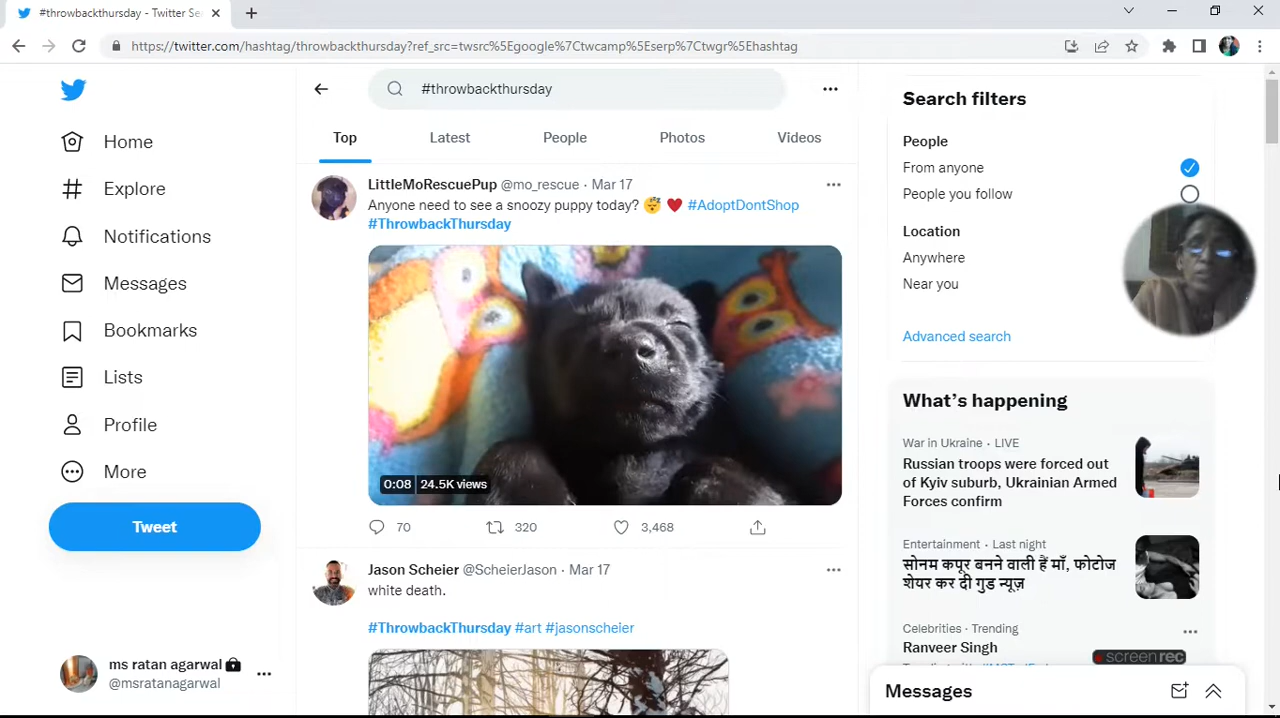 #throwbackthursday - Twitter Se
https://twitter.com/hashtag/throwbackthursday?ref_src=twsrc%5Egoogle%7Ctwcamp%5Eserp%7Ctwgr%5Ehashtag
#throwbackthursday
Top
Latest
People
Photos
Videos
Home
Explore
Notifications
Messages
Bookmarks
Lists
Profile
More
Tweet
ms ratan agarwal
@msratanagarwal
LittleMoRescuePup @mo_rescue · Mar 17
Anyone need to see a snoozy puppy today? 😴 ♥ #AdoptDontShop
#ThrowbackThursday
0:08 24.5K views
70 320 3,468
Jason Scheier @ScheierJason · Mar 17
white death.
#ThrowbackThursday #art #jasonscheier
Search filters
People
From anyone
People you follow
Location
Anywhere
Near you
Advanced search
What's happening
War in Ukraine · LIVE
Russian troops were forced out
of Kyiv suburb, Ukrainian Armed
Forces confirm
Entertainment · Last night
सोनम कपूर बनने वाली हैं माँ, फोटोज
शेयर कर दी गुड न्यूज़
Celebrities · Trending
Ranveer Singh
screenrec
Messages